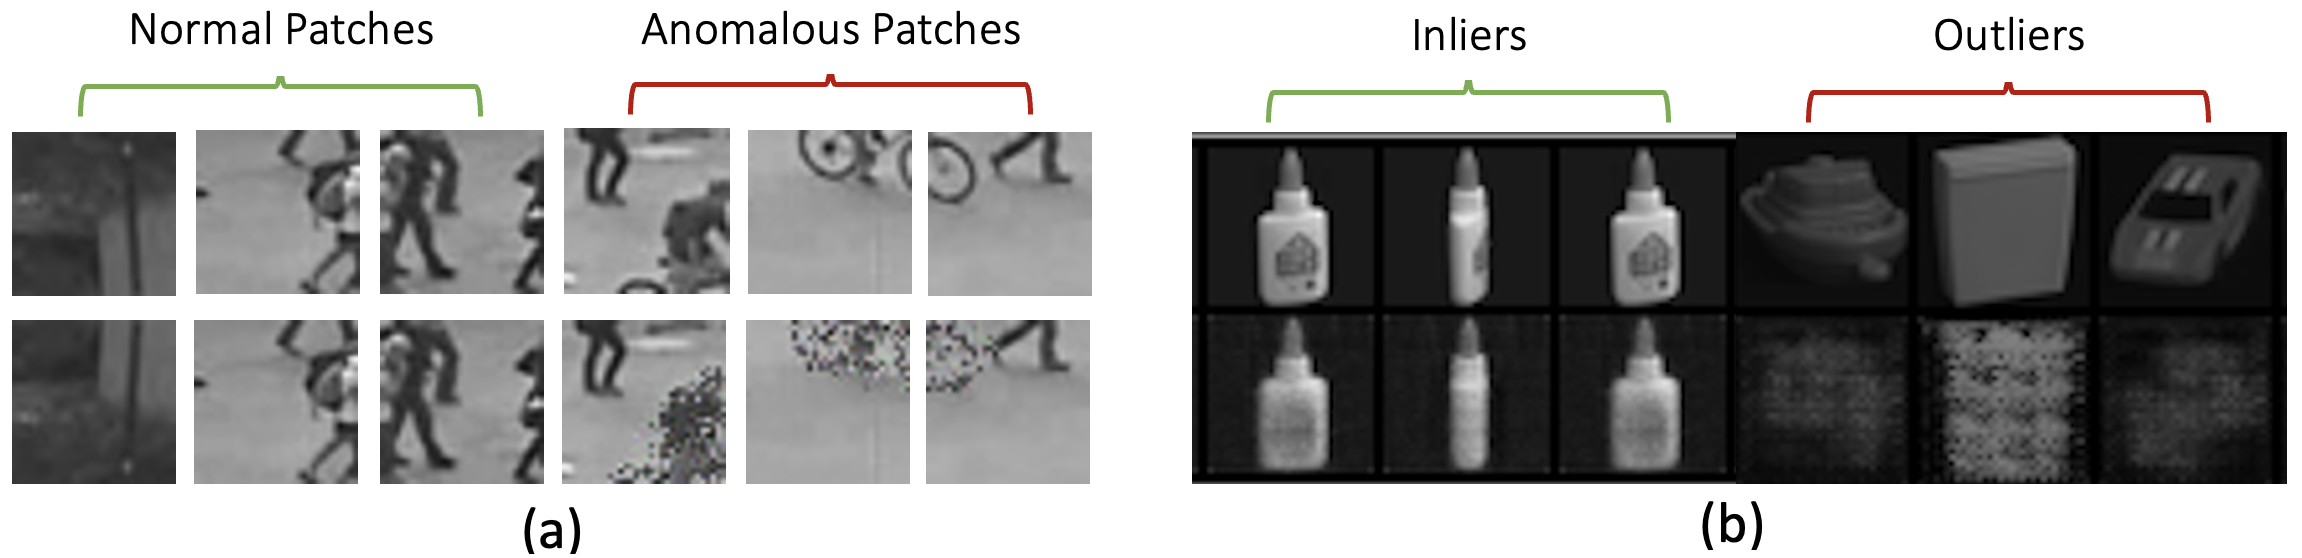 Normal Patches
Anomalous Patches
Inliers
Outliers
(a)
(b)